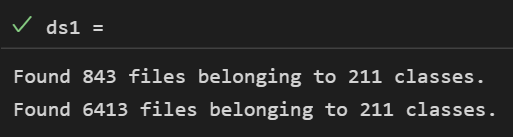 ds1 =
Found 843 files belonging to 211 classes.
Found 6413 files belonging to 211 classes.